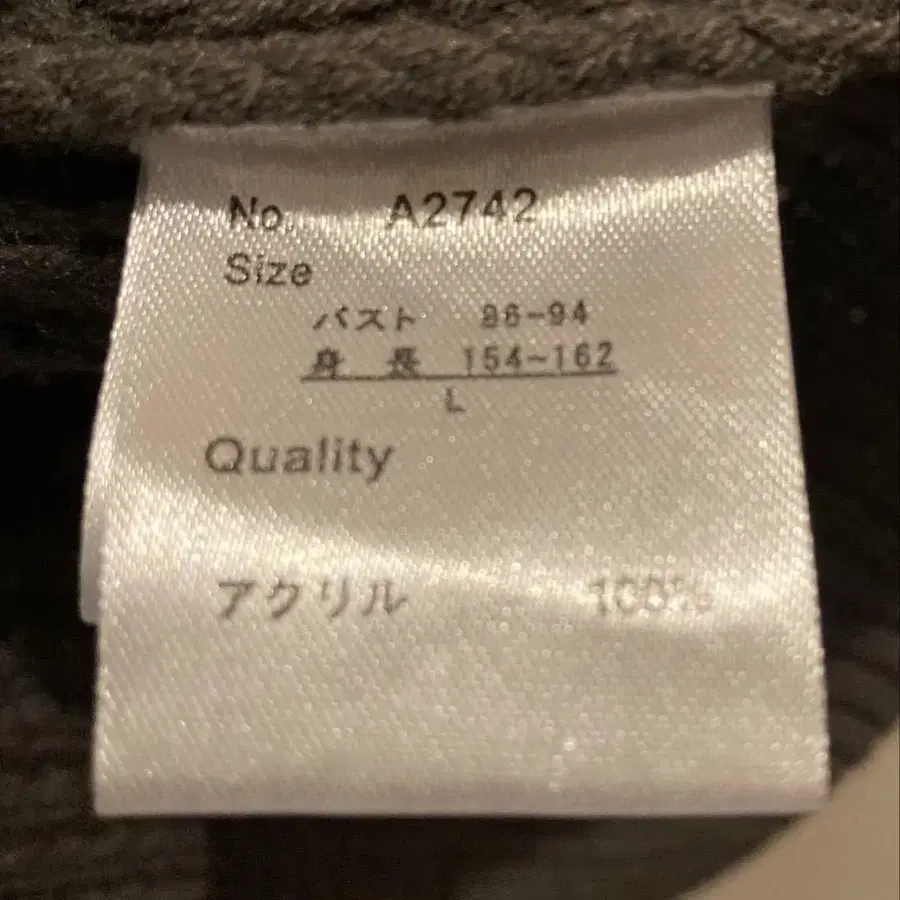 No. A2742
Size
バスト 86-94
身長 154~162
L
Quality
アクリル 100%